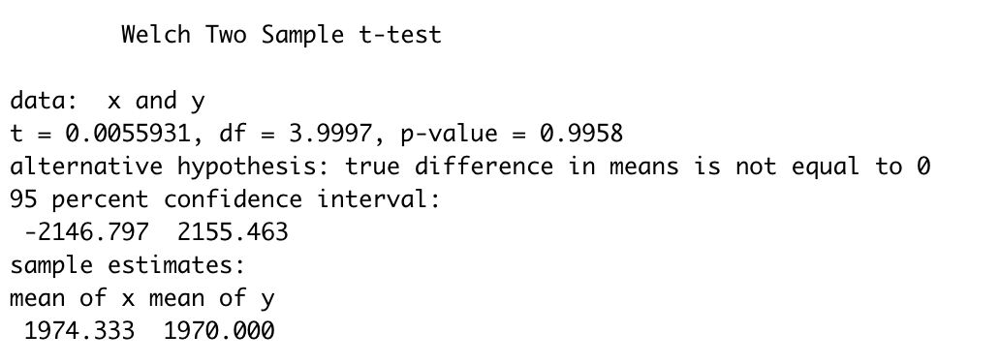 Welch Two Sample t-test
data:  x and y
t = 0.0055931, df = 3.9997, p-value = 0.9958
alternative hypothesis: true difference in means is not equal to 0
95 percent confidence interval:
 -2146.797  2155.463
sample estimates:
mean of x mean of y
 1974.333  1970.000